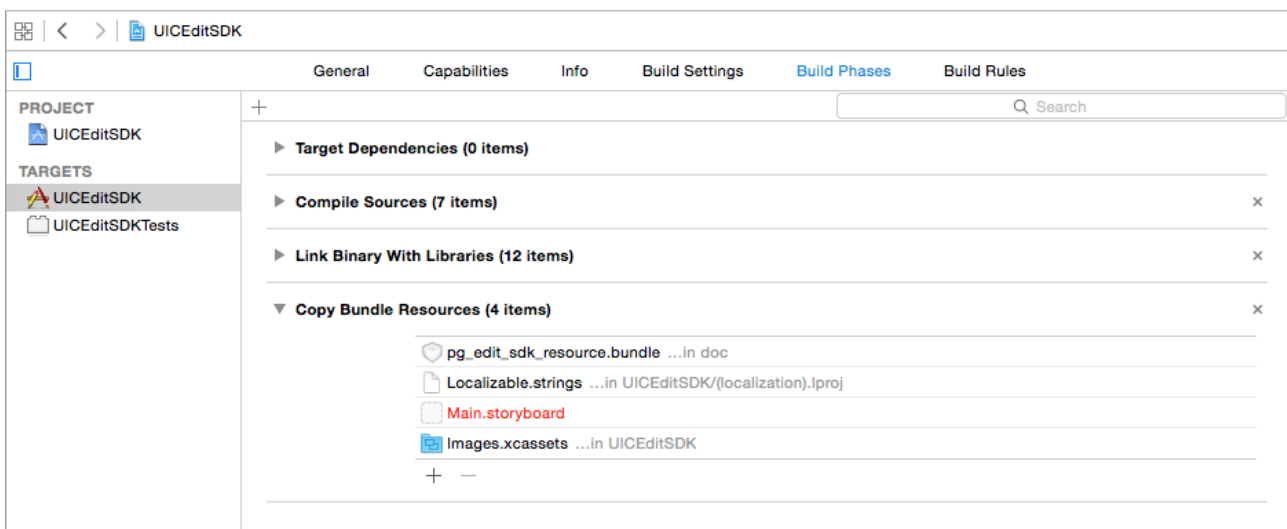 UICEditSDK
General Capabilities Info Build Settings Build Phases Build Rules
PROJECT
Search
UICEditSDK
Target Dependencies (0 items)
TARGETS
UICEditSDK
Compile Sources (7 items)
UICEditSDKTests
Link Binary With Libraries (12 items)
Copy Bundle Resources (4 items)
pg_edit_sdk_resource.bundle ...in doc
Localizable.strings ...in UICEditSDK/(localization).lproj
Main.storyboard
Images.xcassets ...in UICEditSDK